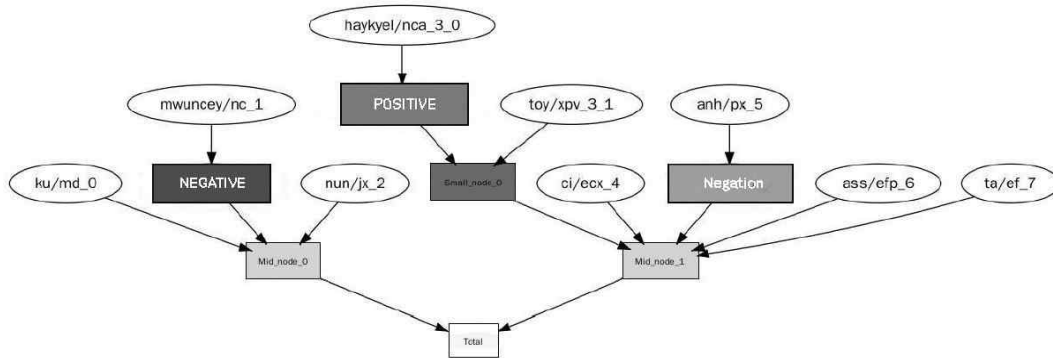 haykyel/nca_3_0
mwuncey/nc_1
POSITIVE
toy/xpv_3_1
anh/px_5
ku/md_0
NEGATIVE
nun/jx_2
Small_node_0
ci/ecx_4
Negation
ass/efp_6
ta/ef_7
Mid_node_0
Mid_node_1
Total